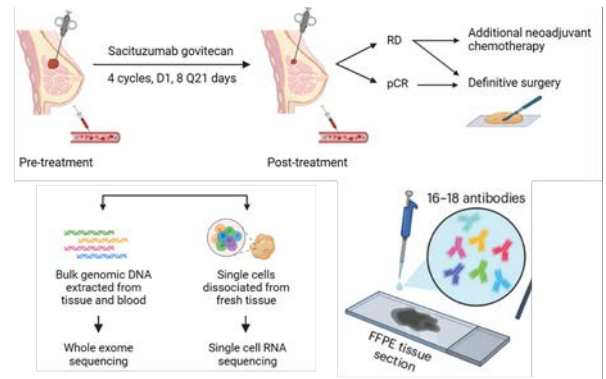 Sacituzumab govitecan
4 cycles, D1, 8 Q21 days
Pre-treatment
Post-treatment
RD
pCR
Additional neoadjuvant
chemotherapy
Definitive surgery
Bulk genomic DNA
extracted from
tissue and blood
Whole exome
sequencing
Single cells
dissociated from
fresh tissue
Single cell RNA
sequencing
16–18 antibodies
FFPE tissue
section